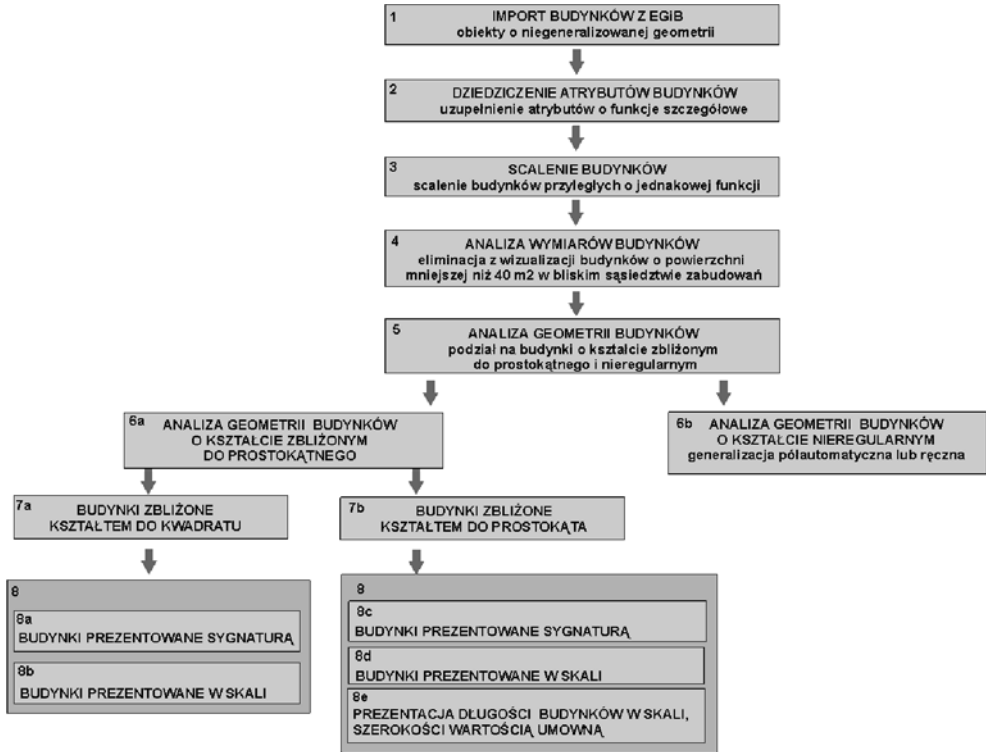 1 IMPORT BUDYNKÓW Z EGIB
obiekty o niegeneralizowanej geometrii
2 DZIEDZICZENIE ATRYBUTÓW BUDYNKÓW
uzupełnienie atrybutów o funkcje szczegółowe
3 SCALENIE BUDYNKÓW
scalenie budynków przyległych o jednakowej funkcji
4 ANALIZA WYMIARÓW BUDYNKÓW
eliminacja z wizualizacji budynków o powierzchni
mniejszej niż 40 m2 w bliskim sąsiedztwie zabudowań
5 ANALIZA GEOMETRII BUDYNKÓW
podział na budynki o kształcie zbliżonym
do prostokątnego i nieregularnym
6a ANALIZA GEOMETRII BUDYNKÓW
O KSZTAŁCIE ZBLIŻONYM
DO PROSTOKĄTNEGO
6b ANALIZA GEOMETRII BUDYNKÓW
O KSZTAŁCIE NIEREGULARNYM
generalizacja półautomatyczna lub ręczna
7a BUDYNKI ZBLIŻONE
KSZTAŁTEM DO KWADRATU
7b BUDYNKI ZBLIŻONE
KSZTAŁTEM DO PROSTOKĄTA
8
8a
BUDYNKI PREZENTOWANE SYGNATURĄ
8b
BUDYNKI PREZENTOWANE W SKALI
8
8c
BUDYNKI PREZENTOWANE SYGNATURĄ
8d
BUDYNKI PREZENTOWANE W SKALI
8e
PREZENTACJA DŁUGOŚCI BUDYNKÓW W SKALI,
SZEROKOŚCI WARTOŚCIĄ UMOWNĄ